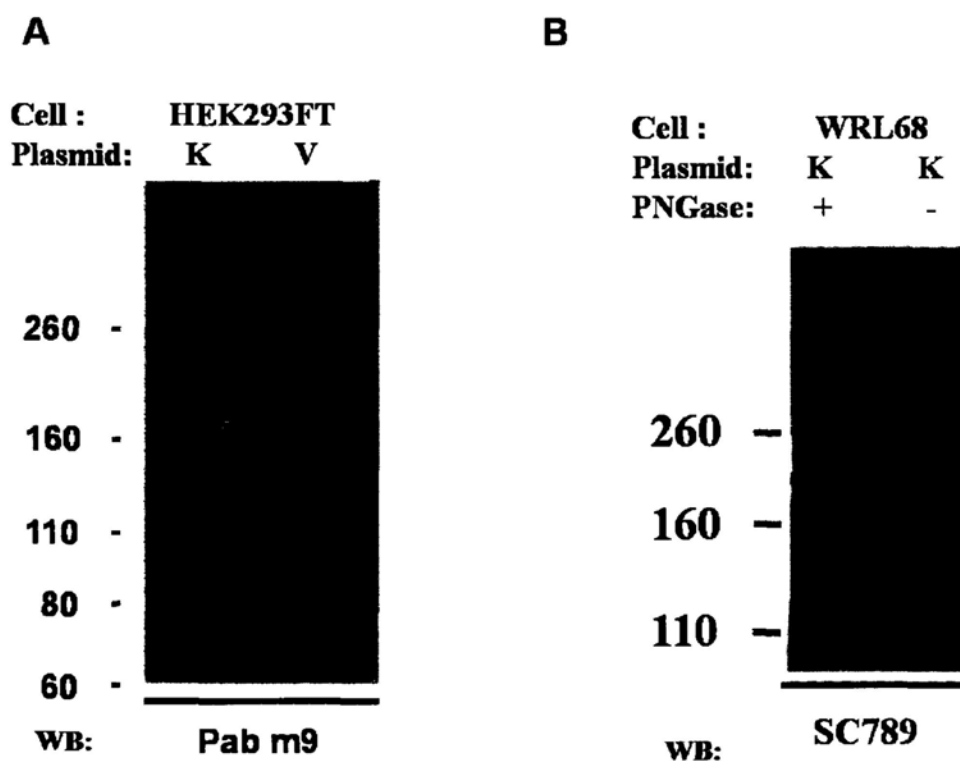 A
Cell : HEK293FT
Plasmid: K V
260 -
160 -
110 -
80 -
60 -
WB: Pab m9
B
Cell : WRL68
Plasmid: K K
PNGase: + -
260 –
160 –
110 –
WB: SC789